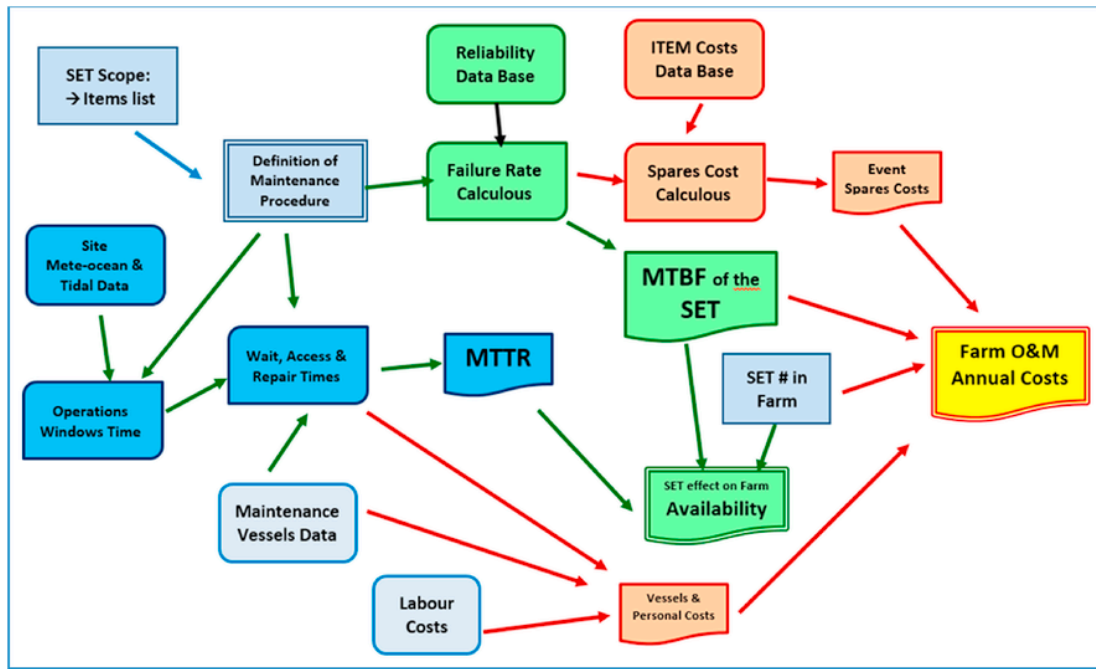 SET Scope:
→ Items list
Reliability
Data Base
ITEM Costs
Data Base
Definition of
Maintenance
Procedure
Failure Rate
Calculous
Spares Cost
Calculous
Event
Spares Costs
Site
Mete-ocean &
Tidal Data
MTBF of the
SET
Wait, Access &
Repair Times
MTTR
SET # in
Farm
Farm O&M
Annual Costs
Operations
Windows Time
Maintenance
Vessels Data
SET effect on Farm
Availability
Labour
Costs
Vessels &
Personal Costs